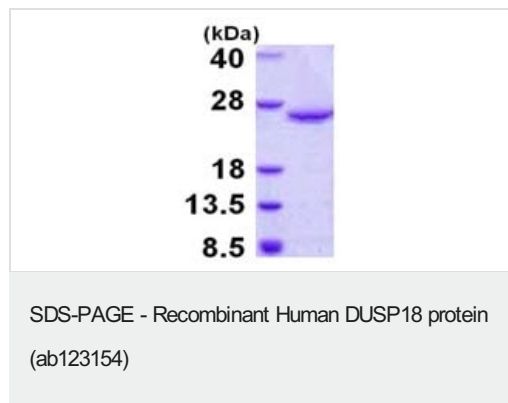 (kDa)
40
28
18
13.5
8.5
SDS-PAGE - Recombinant Human DUSP18 protein
(ab123154)